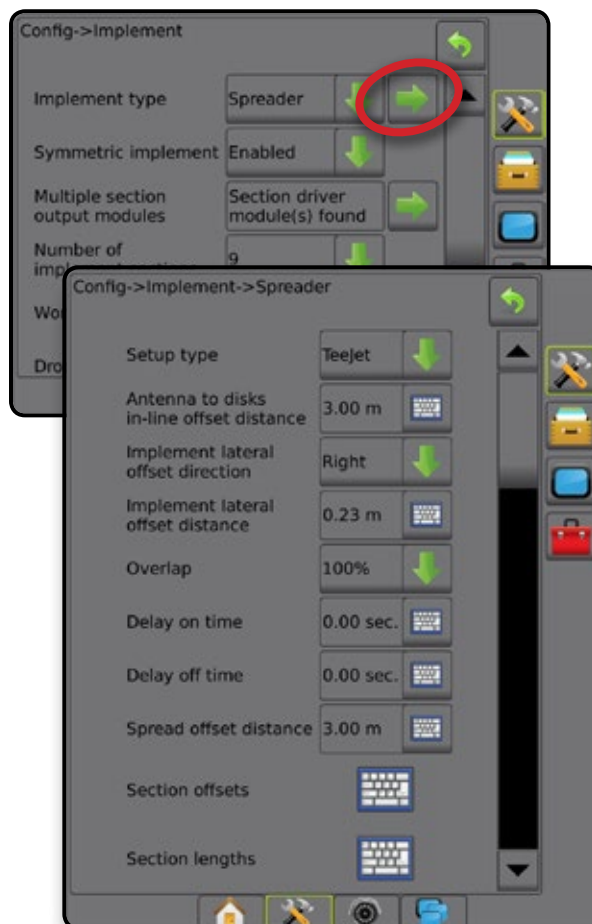 Config->Implement
Implement type Spreader
Symmetric implement Enabled
Multiple section Section driver
output modules module(s) found
Number of
9
Config->Implement->Spreader
Setup type TeeJet
Antenna to disks
in-line offset distance 3.00 m
Implement lateral
offset direction Right
Implement lateral
offset distance 0.23 m
Overlap 100%
Delay on time 0.00 sec.
Delay off time 0.00 sec.
Spread offset distance 3.00 m
Section offsets
Section lengths